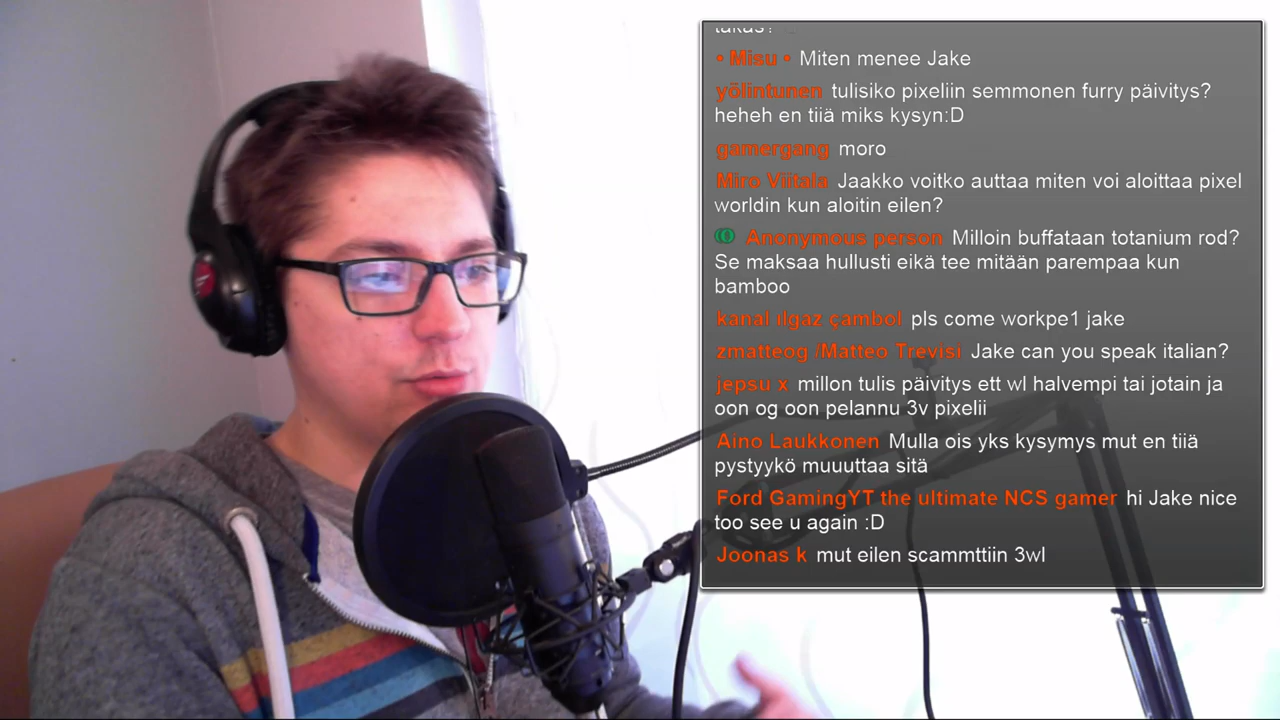 takas?
• Misu • Miten menee Jake
yölintunen tulisiko pixeliin semmonen furry päivitys?
heheh en tiiä miks kysyn:D
gamergang moro
Miro Viitala Jaakko voitko auttaa miten voi aloittaa pixel
worldin kun aloitin eilen?
Anonymous person Milloin buffataan totanium rod?
Se maksaa hullusti eikä tee mitään parempaa kun
bamboo
kanal ılgaz çambol pls come workpe1 jake
zmatteog /Matteo Trevisi Jake can you speak italian?
jepsu x millon tulis päivitys ett wl halvempi tai jotain ja
oon og oon pelannu 3v pixelii
Aino Laukkonen Mulla ois yks kysymys mut en tiiä
pystyykö muuuttaa sitä
Ford GamingYT the ultimate NCS gamer hi Jake nice
too see u again :D
Joonas k mut eilen scammttiin 3wl